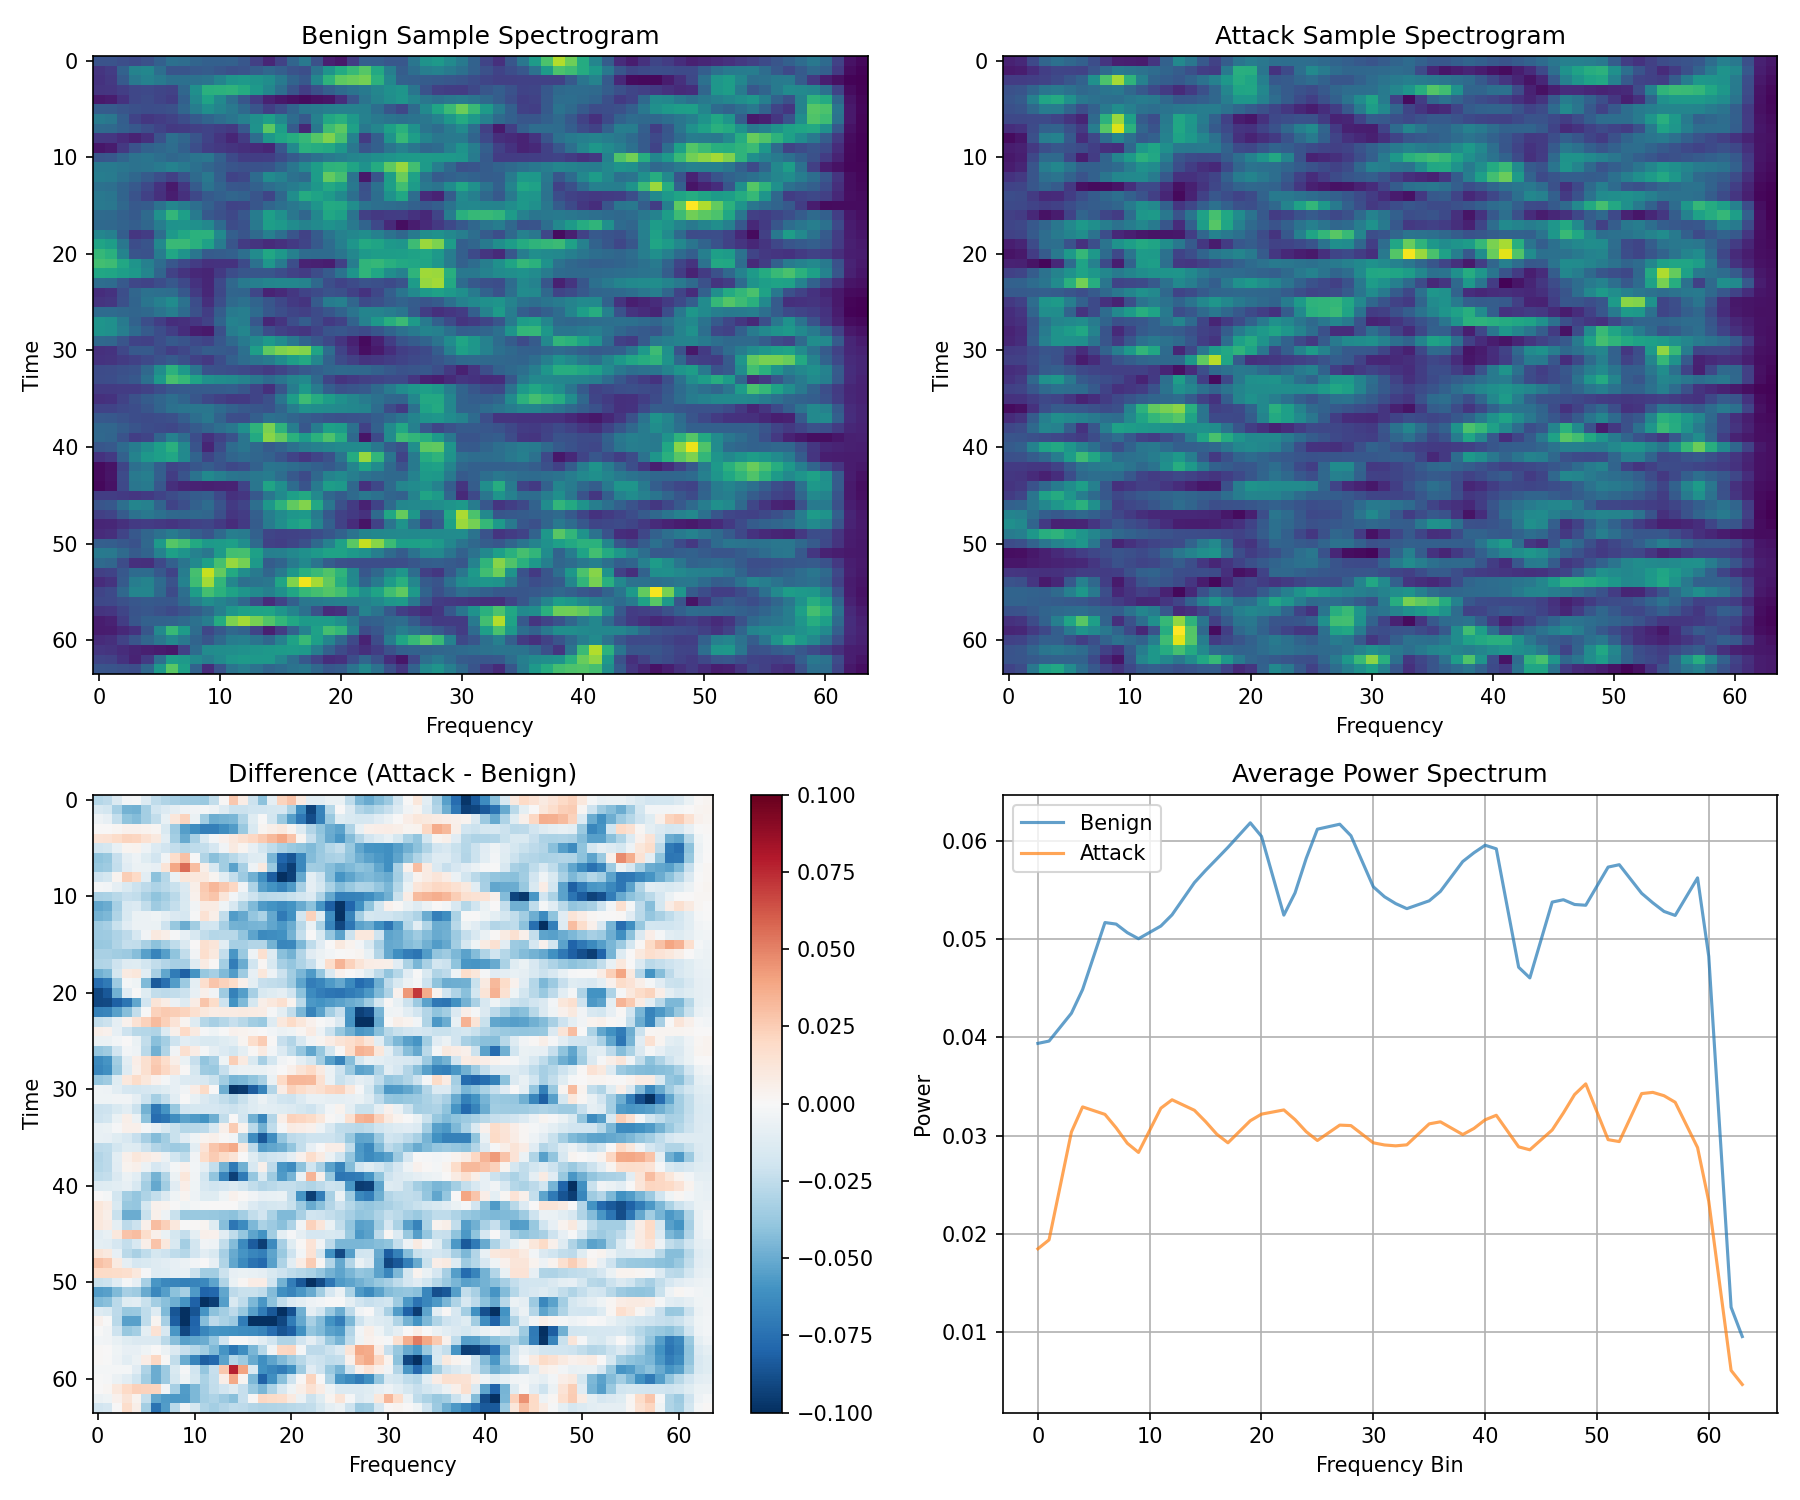 Benign Sample Spectrogram
0
10
20
30
40
50
60
Time
0 10 20 30 40 50 60
Frequency
Attack Sample Spectrogram
0
10
20
30
40
50
60
Time
0 10 20 30 40 50 60
Frequency
Difference (Attack - Benign)
0
10
20
30
40
50
60
Time
0 10 20 30 40 50 60
Frequency
0.100
0.075
0.050
0.025
0.000
−0.025
−0.050
−0.075
−0.100
Average Power Spectrum
Benign
Attack
0.06
0.05
0.04
0.03
0.02
0.01
Power
0 10 20 30 40 50 60
Frequency Bin